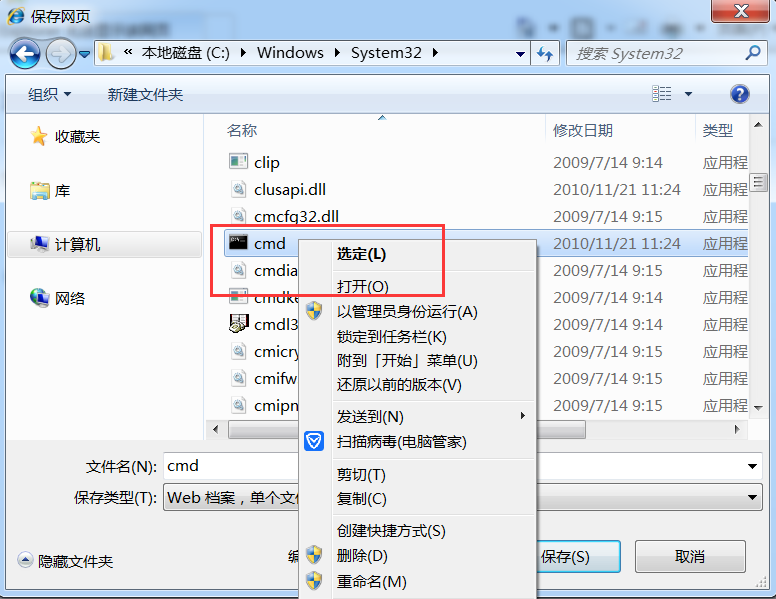 保存网页
« 本地磁盘 (C:) Windows System32
搜索 System32
组织 新建文件夹
收藏夹
库
计算机
网络
名称 修改日期 类型
clip 2009/7/14 9:14 应用程
clusapi.dll 2010/11/21 11:24 应用程
cmcfg32.dll 2009/7/14 9:15 应用程
cmd 2010/11/21 11:24 应用程
cmdia 2009/7/14 9:15 应用程
cmdke 2009/7/14 9:14 应用程
cmdl3 2009/7/14 9:15 应用程
cmicry 2009/7/14 9:15 应用程
cmifw 2009/7/14 9:15 应用程
cmipn 2009/7/14 9:15 应用程
选定(L)
打开(O)
以管理员身份运行(A)
锁定到任务栏(K)
附到「开始」菜单(U)
还原以前的版本(V)
发送到(N)
扫描病毒(电脑管家)
剪切(T)
复制(C)
创建快捷方式(S)
删除(D)
重命名(M)
文件名(N): cmd
保存类型(T): Web 档案，单个文件
隐藏文件夹
编
保存(S)
取消